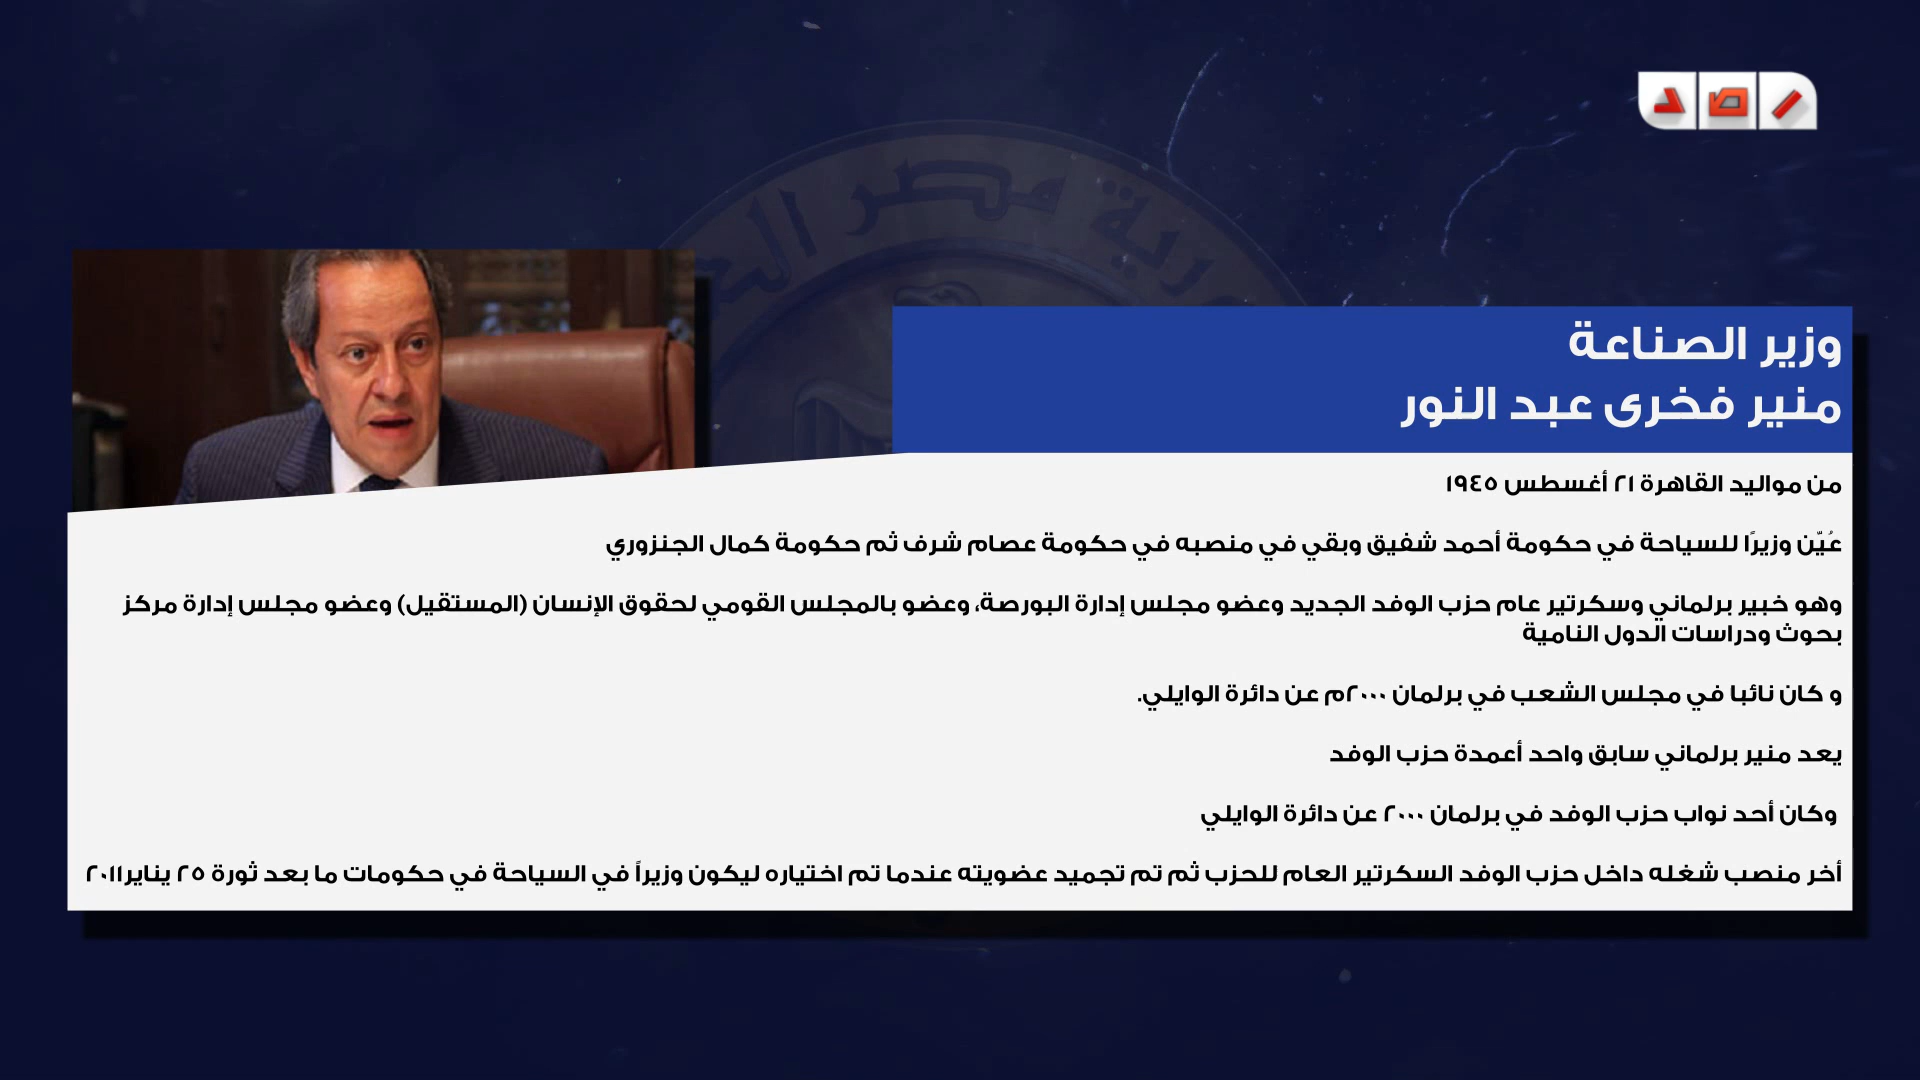 رصد
جمهورية مصر العربية
وزير الصناعة
منير فخرى عبد النور
من مواليد القاهرة ٢١ أغسطس ١٩٤٥
عُيّن وزيرًا للسياحة في حكومة أحمد شفيق وبقي في منصبه في حكومة عصام شرف ثم حكومة كمال الجنزوري
وهو خبير برلماني وسكرتير عام حزب الوفد الجديد وعضو مجلس إدارة البورصة، وعضو بالمجلس القومي لحقوق الإنسان (المستقيل) وعضو مجلس إدارة مركز
بحوث ودراسات الدول النامية
و كان نائبا في مجلس الشعب في برلمان ٢٠٠٠م عن دائرة الوايلي.
يعد منير برلماني سابق واحد أعمدة حزب الوفد
وكان أحد نواب حزب الوفد في برلمان ٢٠٠٠ عن دائرة الوايلي
أخر منصب شغله داخل حزب الوفد السكرتير العام للحزب ثم تم تجميد عضويته عندما تم اختياره ليكون وزيراً في السياحة في حكومات ما بعد ثورة ٢٥ يناير٢٠١١